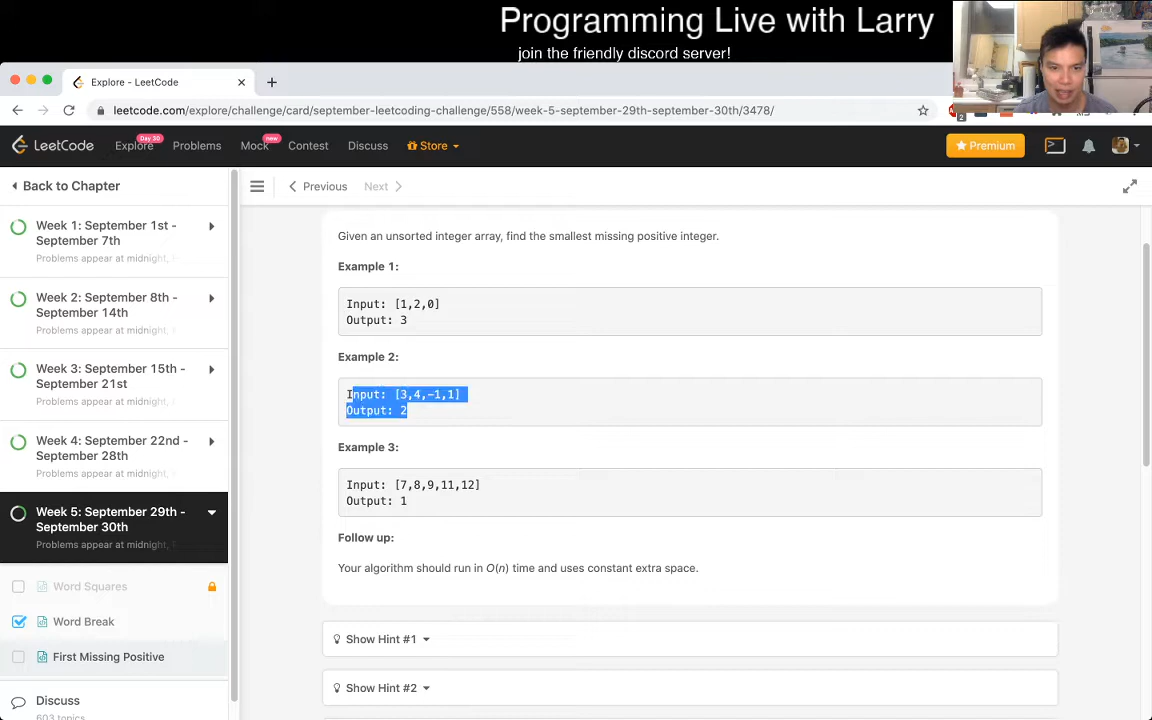 Programming Live with Larry
join the friendly discord server!
Explore - LeetCode
leetcode.com/explore/challenge/card/september-leetcoding-challenge/558/week-5-september-29th-september-30th/3478/
2
LeetCode
Explore
Day 30
Problems
Mock
new
Contest
Discuss
Store
Premium
Back to Chapter
Previous
Next
Week 1: September 1st -
September 7th
Problems appear at midnight,
Week 2: September 8th -
September 14th
Problems appear at midnight,
Week 3: September 15th -
September 21st
Problems appear at midnight,
Week 4: September 22nd -
September 28th
Problems appear at midnight,
Week 5: September 29th -
September 30th
Problems appear at midnight,
Word Squares
Word Break
First Missing Positive
Discuss
603 topics
Given an unsorted integer array, find the smallest missing positive integer.
Example 1:
Input: [1,2,0]
Output: 3
Example 2:
Input: [3,4,-1,1]
Output: 2
Example 3:
Input: [7,8,9,11,12]
Output: 1
Follow up:
Your algorithm should run in O(n) time and uses constant extra space.
Show Hint #1
Show Hint #2